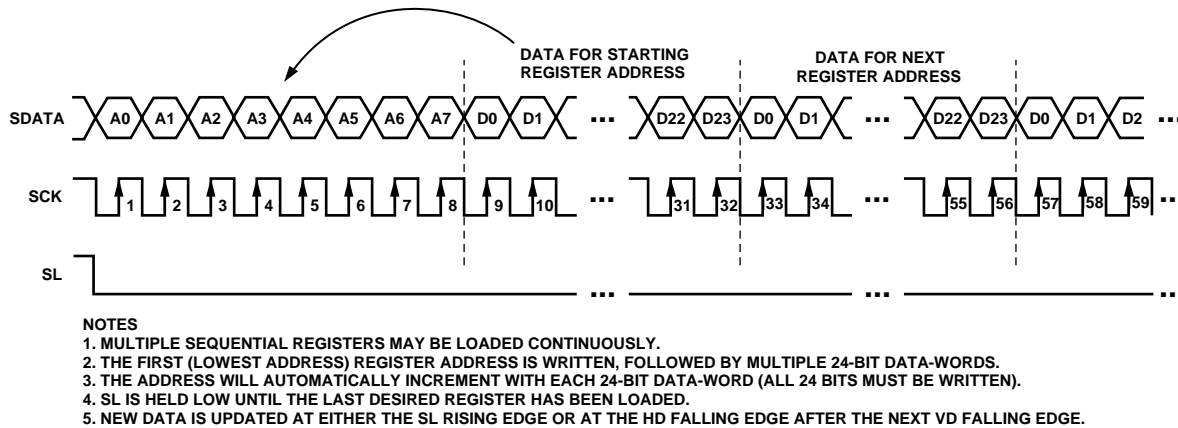 DATA FOR STARTING
REGISTER ADDRESS
DATA FOR NEXT
REGISTER ADDRESS
SDATA A0 A1 A2 A3 A4 A5 A6 A7 D0 D1 ... D22 D23 D0 D1 ... D22 D23 D0 D1 D2 ...
SCK 1 2 3 4 5 6 7 8 9 10 ... 31 32 33 34 ... 55 56 57 58 59 ...
SL ... ... ...
NOTES
1. MULTIPLE SEQUENTIAL REGISTERS MAY BE LOADED CONTINUOUSLY.
2. THE FIRST (LOWEST ADDRESS) REGISTER ADDRESS IS WRITTEN, FOLLOWED BY MULTIPLE 24-BIT DATA-WORDS.
3. THE ADDRESS WILL AUTOMATICALLY INCREMENT WITH EACH 24-BIT DATA-WORD (ALL 24 BITS MUST BE WRITTEN).
4. SL IS HELD LOW UNTIL THE LAST DESIRED REGISTER HAS BEEN LOADED.
5. NEW DATA IS UPDATED AT EITHER THE SL RISING EDGE OR AT THE HD FALLING EDGE AFTER THE NEXT VD FALLING EDGE.